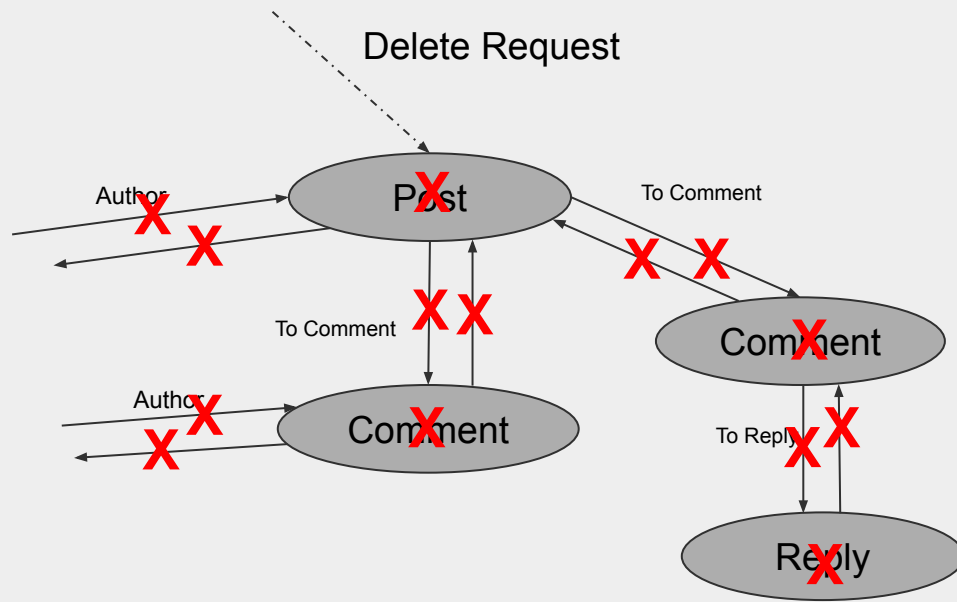 Delete Request
Author
Post
To Comment
To Comment
Comment
Author
Comment
To Reply
Reply
X
X
X
X
X
X
X
X
X
X
X
X
X
X